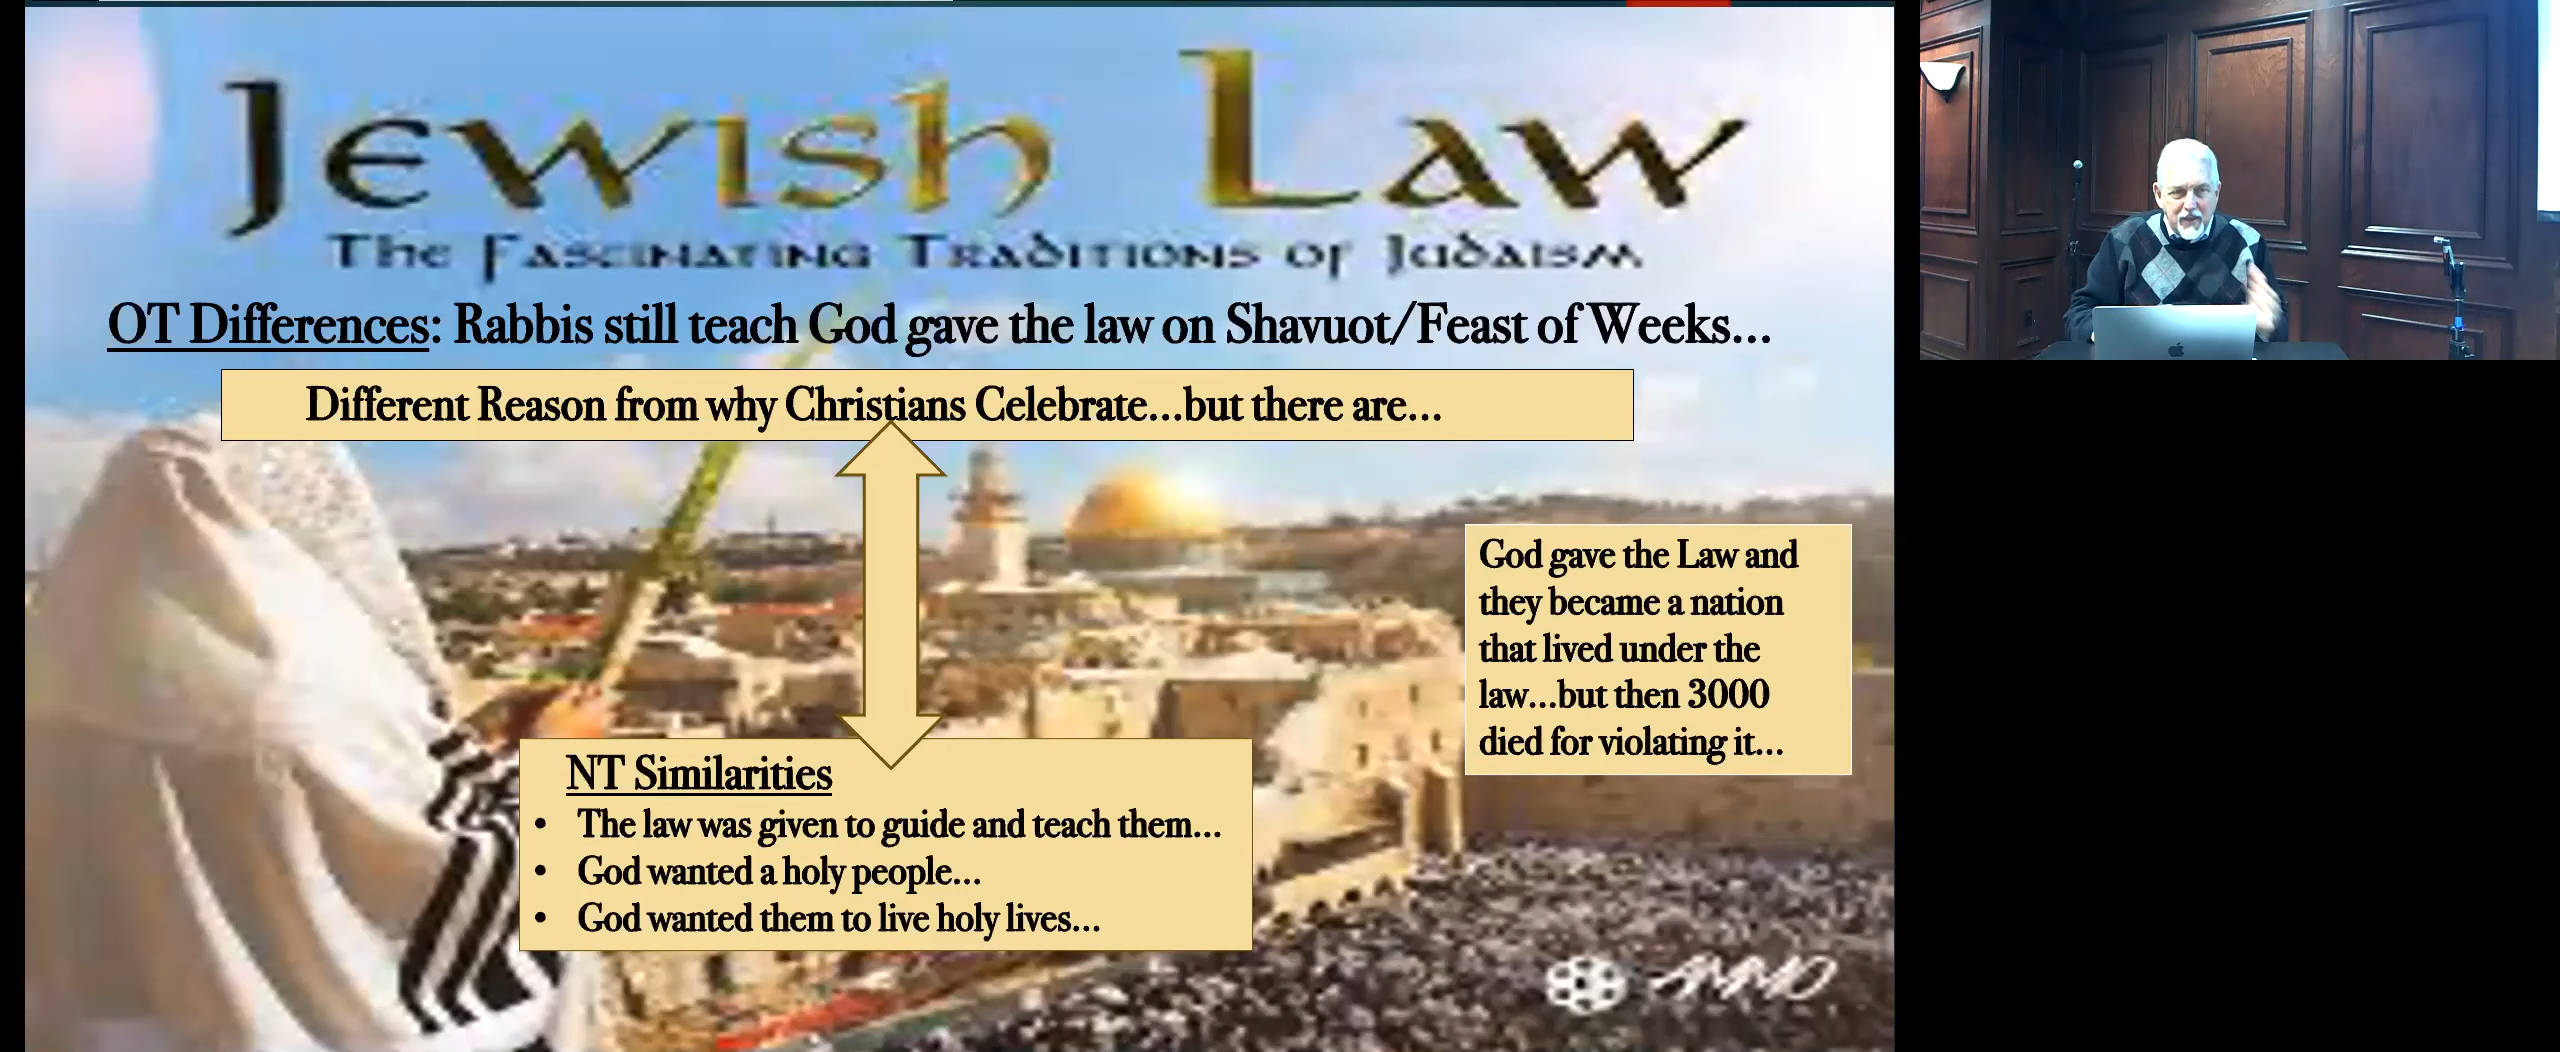 Jewish Law
The Fascinating Traditions of Judaism
OT Differences: Rabbis still teach God gave the law on Shavuot/Feast of Weeks...
Different Reason from why Christians Celebrate...but there are...
God gave the Law and
they became a nation
that lived under the
law...but then 3000
died for violating it...
NT Similarities
• The law was given to guide and teach them...
• God wanted a holy people...
• God wanted them to live holy lives...